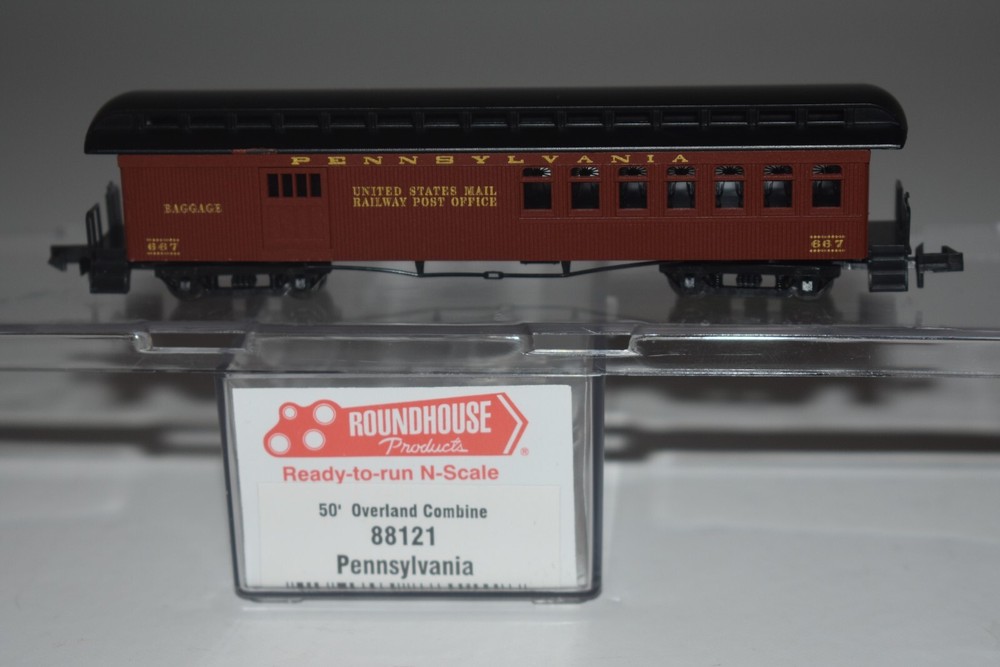 PENNSYLVANIA
UNITED STATES MAIL
RAILWAY POST OFFICE
BAGGAGE
667
667
ROUNDHOUSE
Products
®
Ready-to-run N-Scale
50' Overland Combine
88121
Pennsylvania